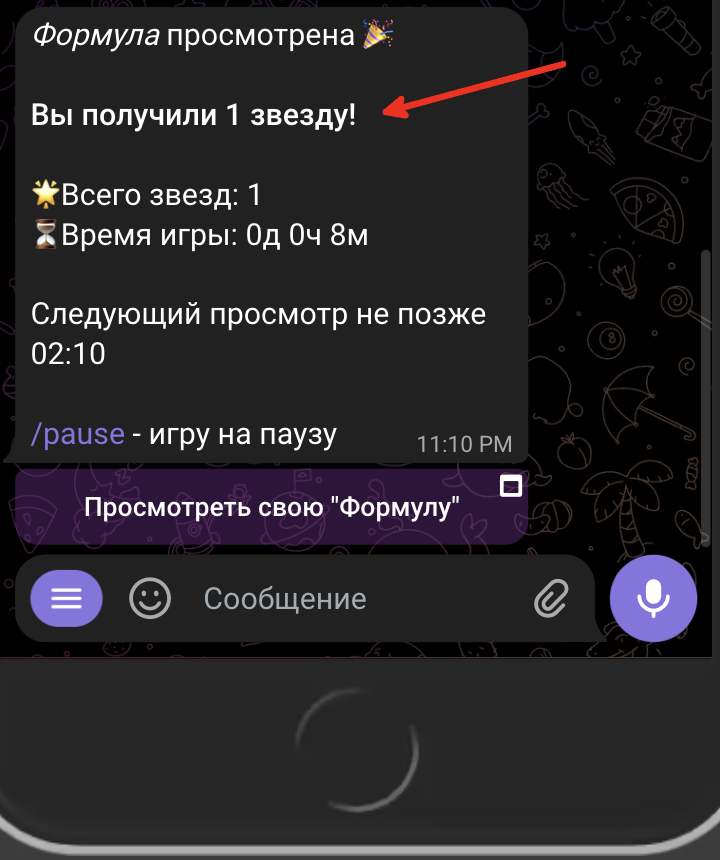 Формула просмотрена 🎉
Вы получили 1 звезду!
🌟Всего звезд: 1
⏳Время игры: 0д 0ч 8м
Следующий просмотр не позже
02:10
/pause - игру на паузу
11:10 PM
Просмотреть свою "Формулу"
Сообщение